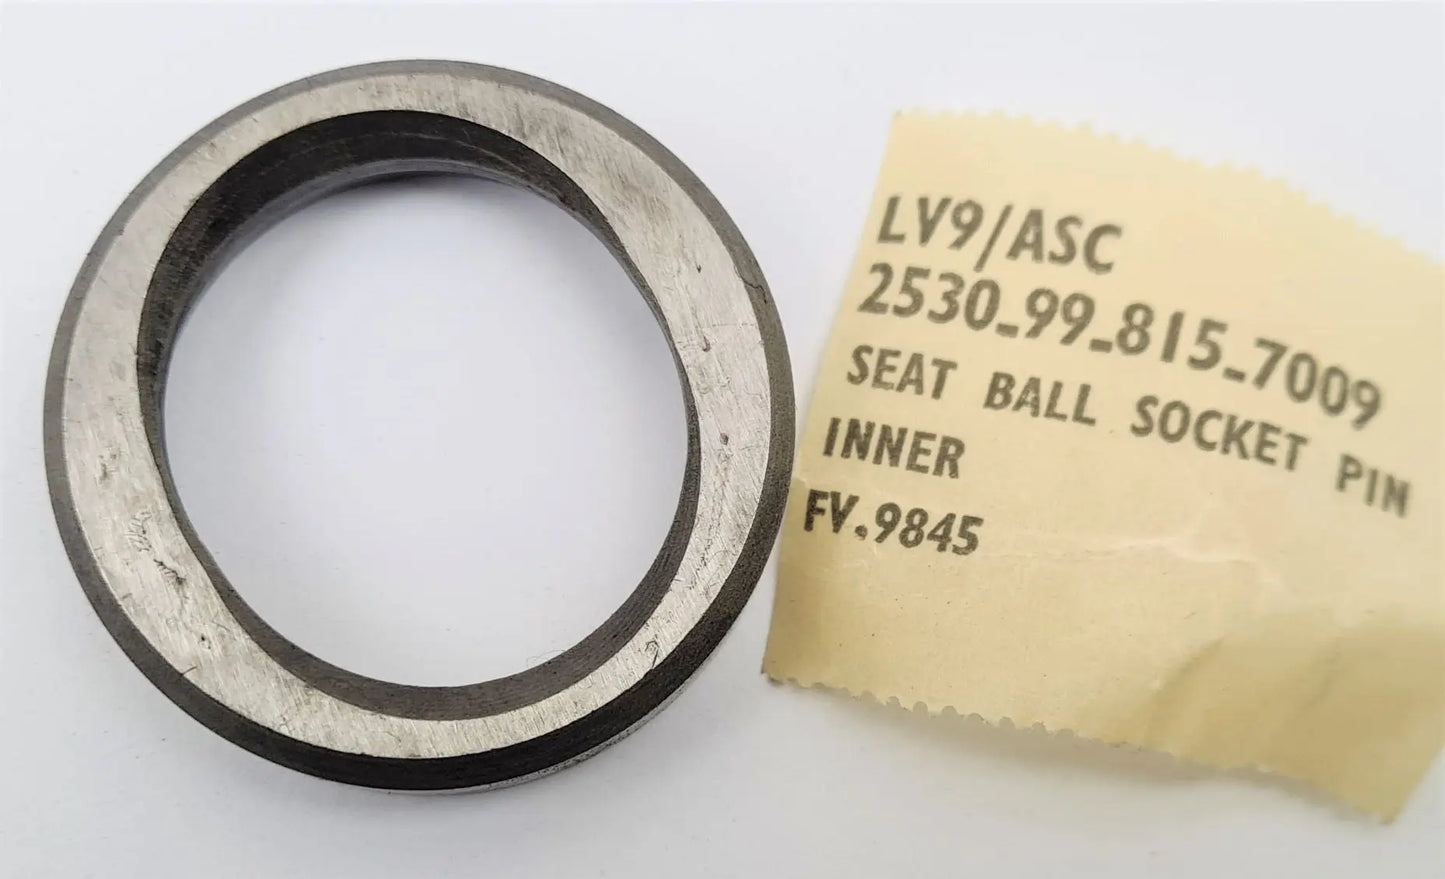 LV9/ASC
2530-99-815-7009
SEAT BALL SOCKET PIN
INNER
FV.9845